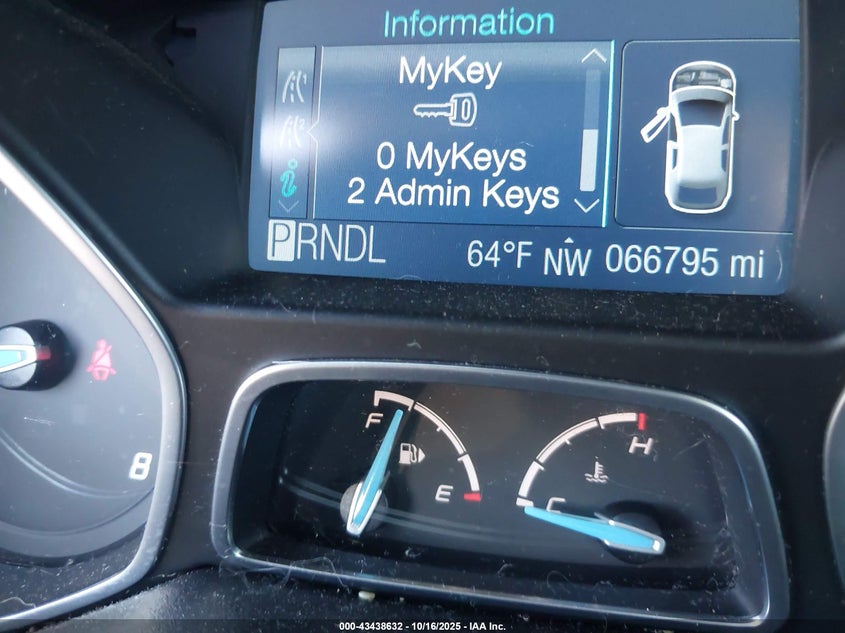 Information
MyKey
0 MyKeys
2 Admin Keys
PRNDL 64°F NW 066795 mi
8
F
E
C
H
000-43438632 - 10/16/2025 - IAA Inc.